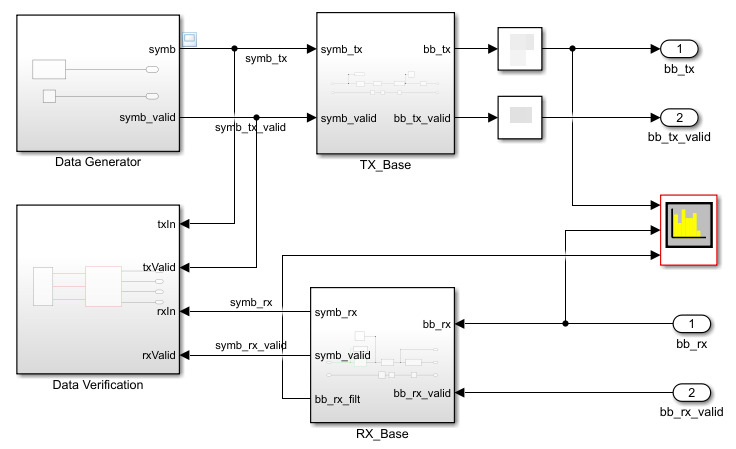 symb
symb_valid
Data Generator
symb_tx
symb_tx_valid
symb_tx
symb_valid
bb_tx
bb_tx_valid
TX_Base
1
bb_tx
2
bb_tx_valid
txIn
txValid
rxIn
rxValid
Data Verification
symb_rx
symb_rx_valid
symb_rx
symb_valid
bb_rx_filt
bb_rx
bb_rx_valid
RX_Base
1
bb_rx
2
bb_rx_valid